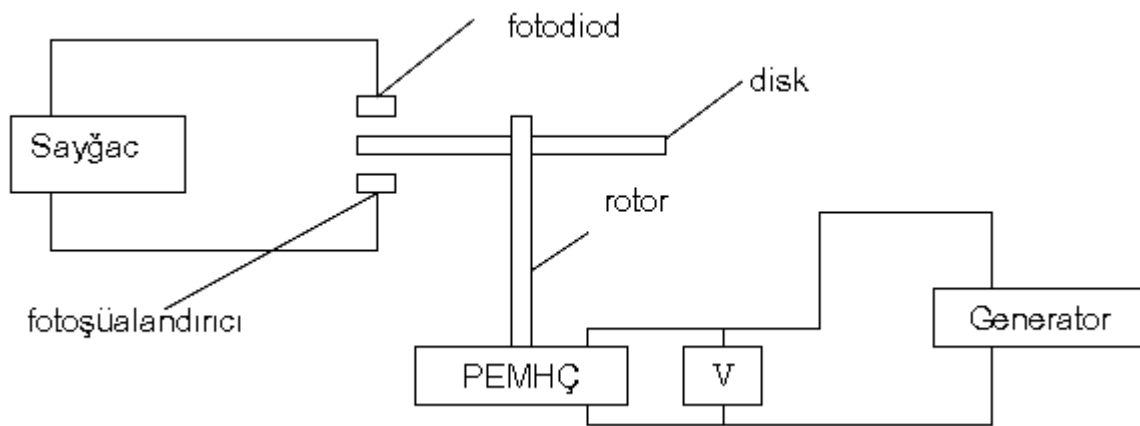 fotodiod
disk
Sayğac
rotor
fotoşüalandırıcı
Generator
PEMHÇ
V